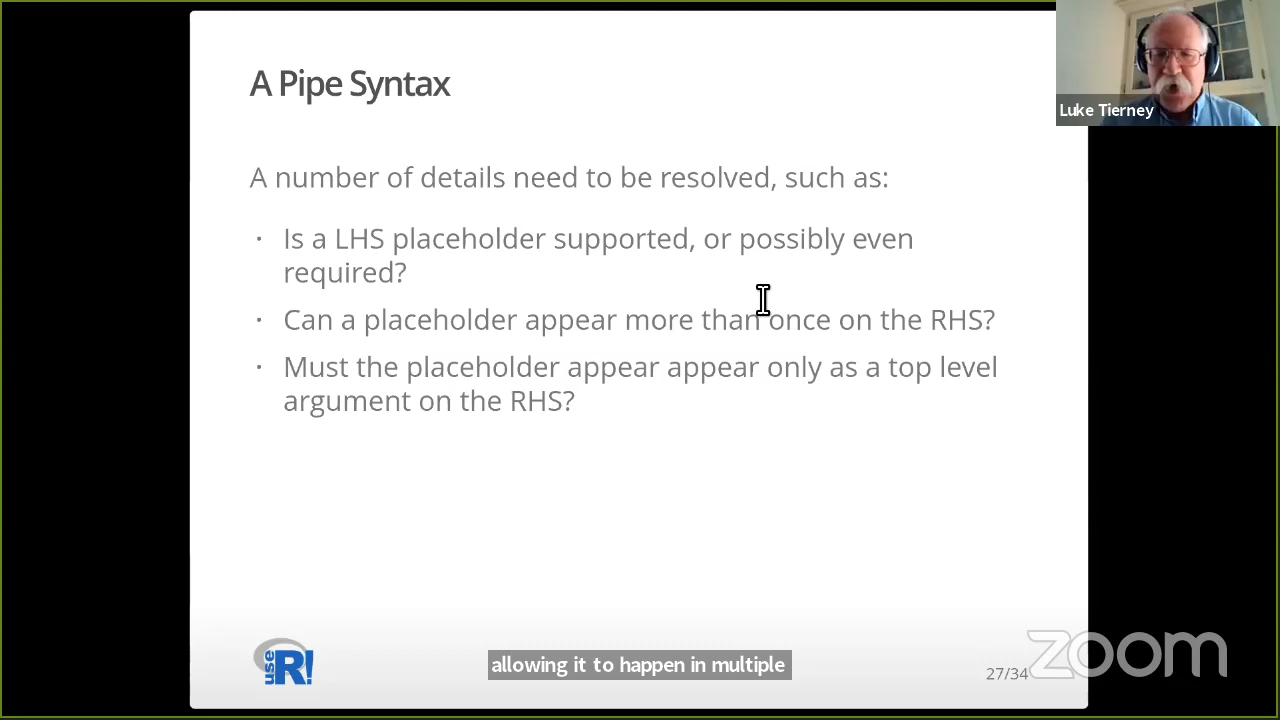 A Pipe Syntax
Luke Tierney
A number of details need to be resolved, such as:
· Is a LHS placeholder supported, or possibly even
required?
· Can a placeholder appear more than once on the RHS?
· Must the placeholder appear appear only as a top level
argument on the RHS?
use R!
allowing it to happen in multiple
27/34
zoom